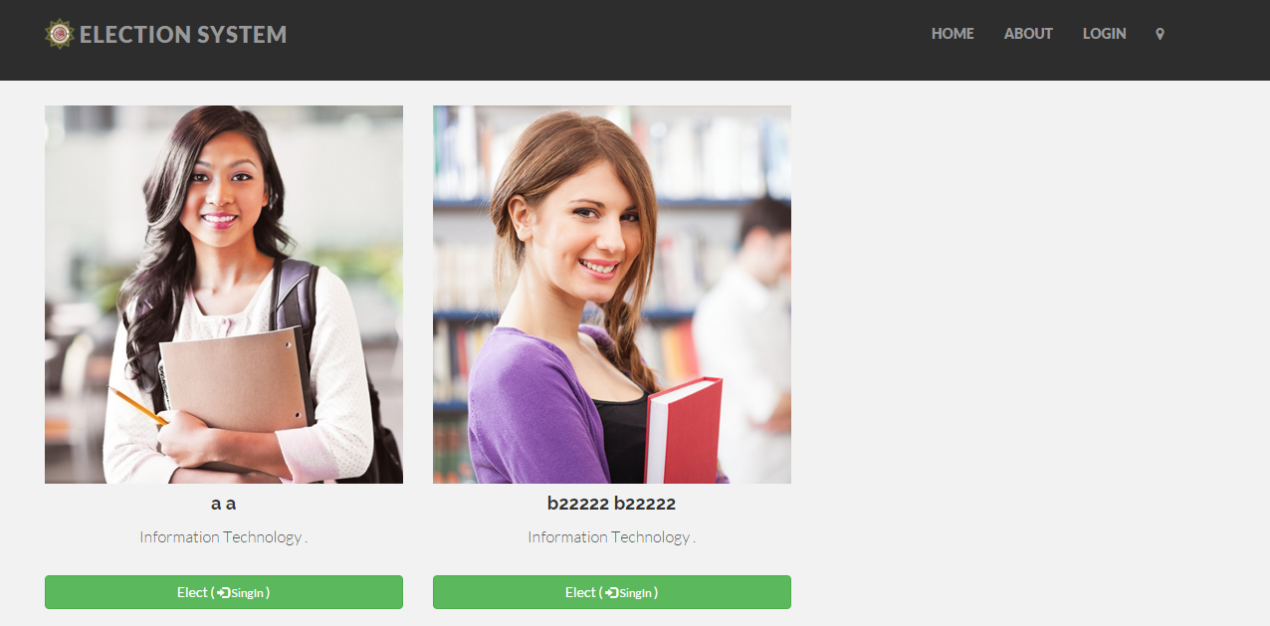 ELECTION SYSTEM
HOME ABOUT LOGIN
a a
b22222 b22222
Information Technology .
Information Technology .
Elect ( SingIn )
Elect ( SingIn )